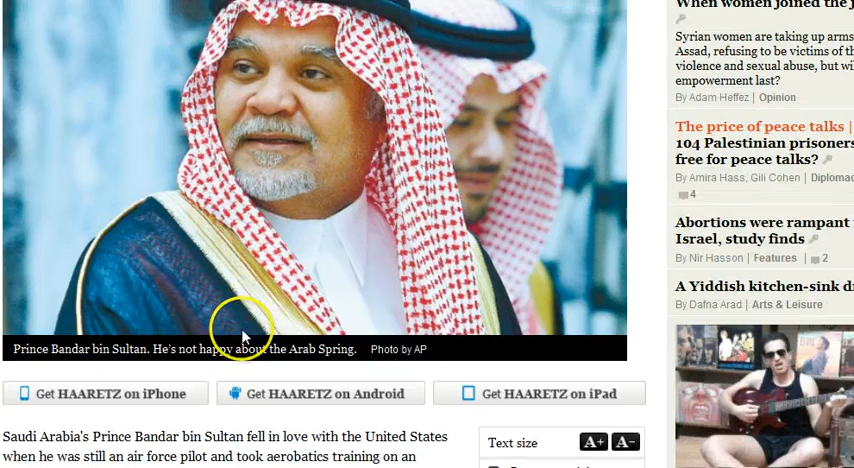 Prince Bandar bin Sultan. He's not happy about the Arab Spring. Photo by AP
Get HAARETZ on iPhone
Get HAARETZ on Android
Get HAARETZ on iPad
Saudi Arabia's Prince Bandar bin Sultan fell in love with the United States
when he was still an air force pilot and took aerobatics training on an
Text size A+ A-
When women joined the
Syrian women are taking up arms
Assad, refusing to be victims of
violence and sexual abuse, but
empowerment last?
By Adam Heffez | Opinion
The price of peace talks |
104 Palestinian prisoners
free for peace talks?
By Amira Hass, Gili Cohen |
4
Abortions were rampant
Israel, study finds
By Nir Hasson | Features | 2
A Yiddish kitchen-sink
By Dafna Arad | Arts & Leisure